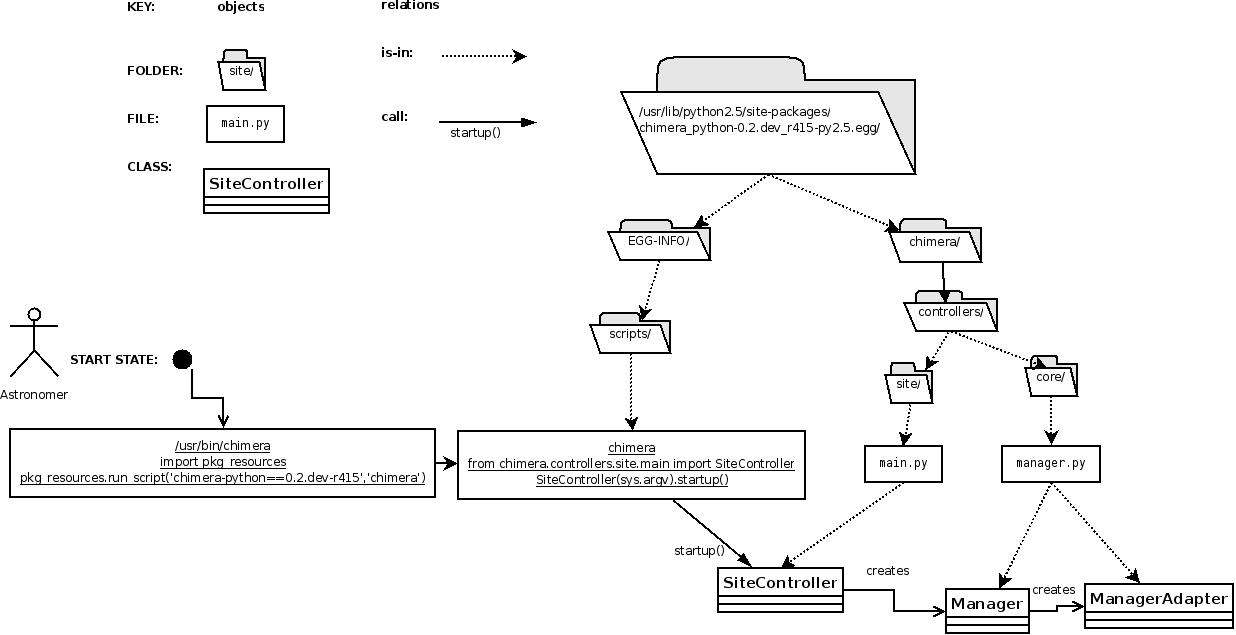 KEY:
objects
relations
is-in:
FOLDER:
site/
FILE:
main.py
call:
startup()
CLASS:
SiteController
/usr/lib/python2.5/site-packages/
chimera_python-0.2.dev_r415-py2.5.egg/
EGG-INFO/
chimera/
scripts/
controllers/
site/
core/
START STATE:
Astronomer
/usr/bin/chimera
import pkg_resources
pkg_resources.run_script('chimera-python==0.2.dev-r415','chimera')
chimera
from chimera.controllers.site.main import SiteController
SiteController(sys.argv).startup()
main.py
manager.py
startup()
SiteController
creates
Manager
creates
ManagerAdapter